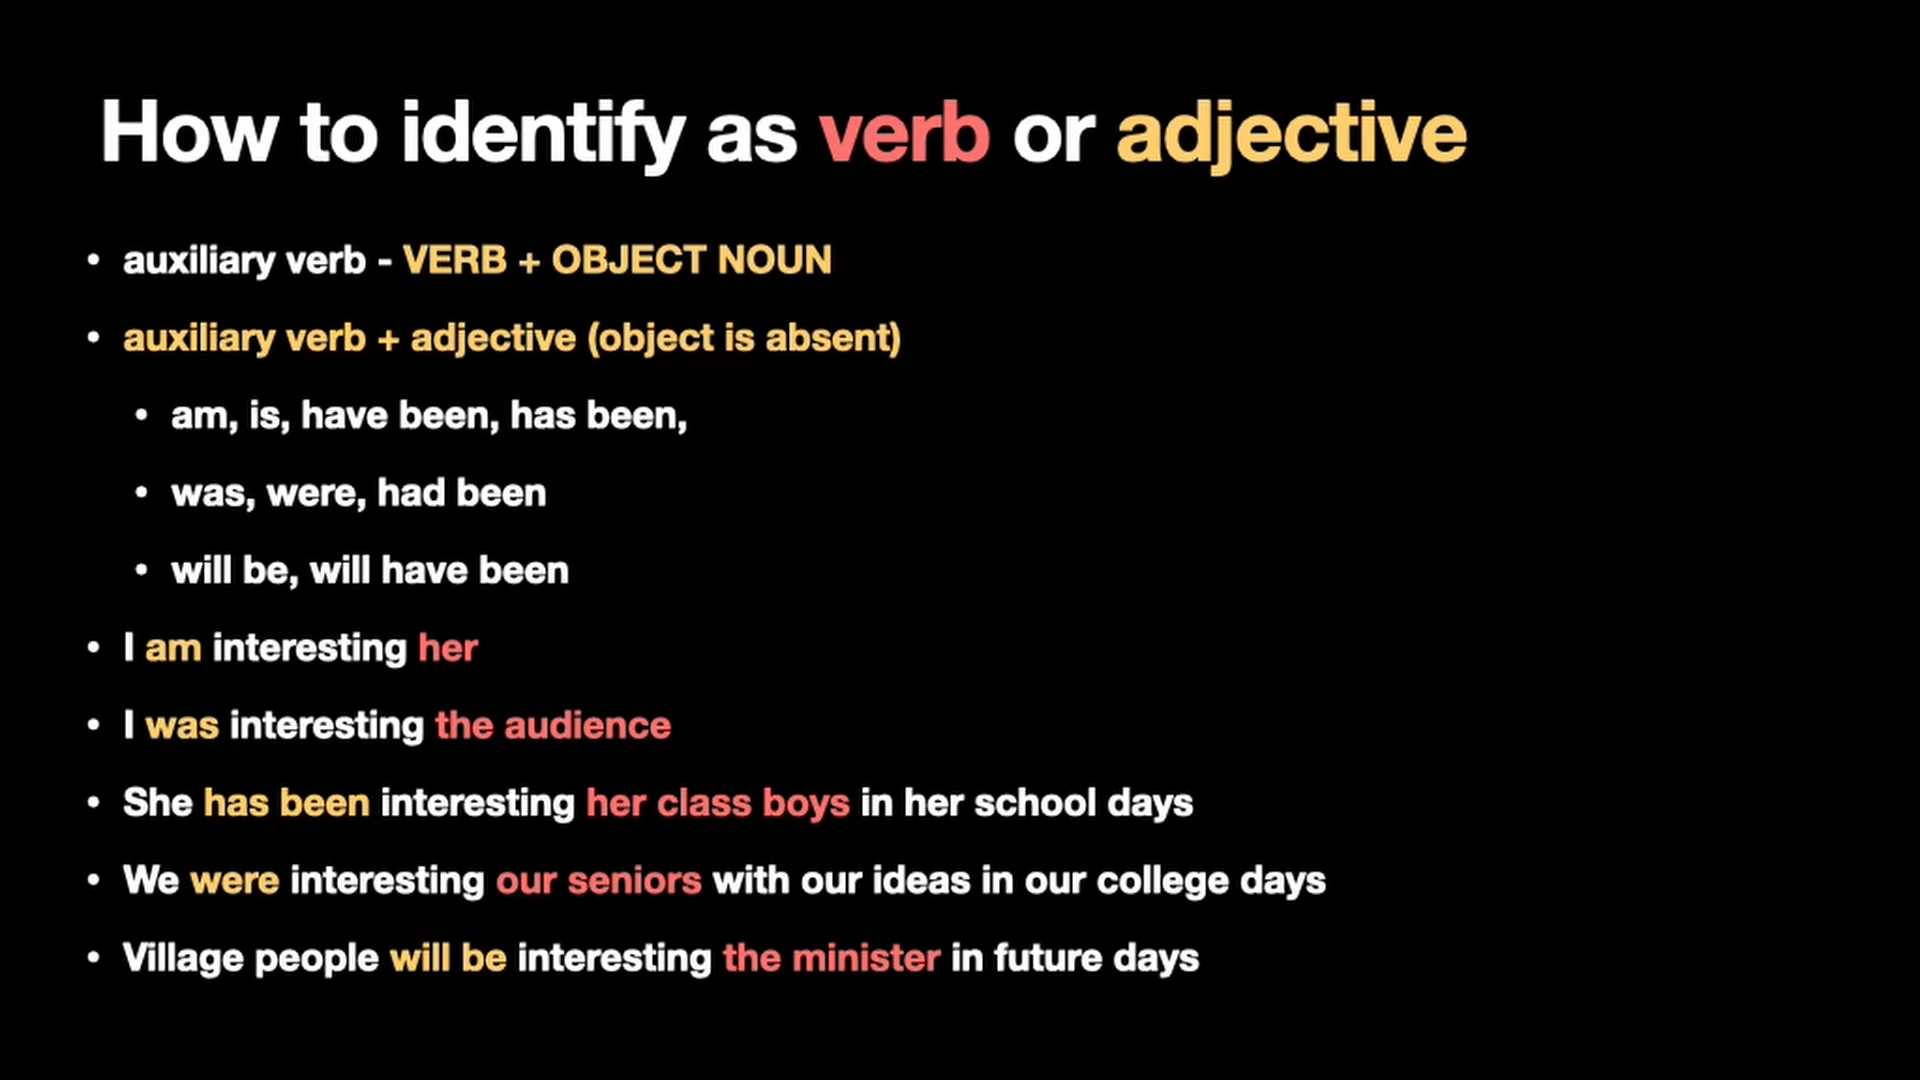 How to identify as verb or adjective
• auxiliary verb - VERB + OBJECT NOUN
• auxiliary verb + adjective (object is absent)
• am, is, have been, has been,
• was, were, had been
• will be, will have been
• I am interesting her
• I was interesting the audience
• She has been interesting her class boys in her school days
• We were interesting our seniors with our ideas in our college days
• Village people will be interesting the minister in future days